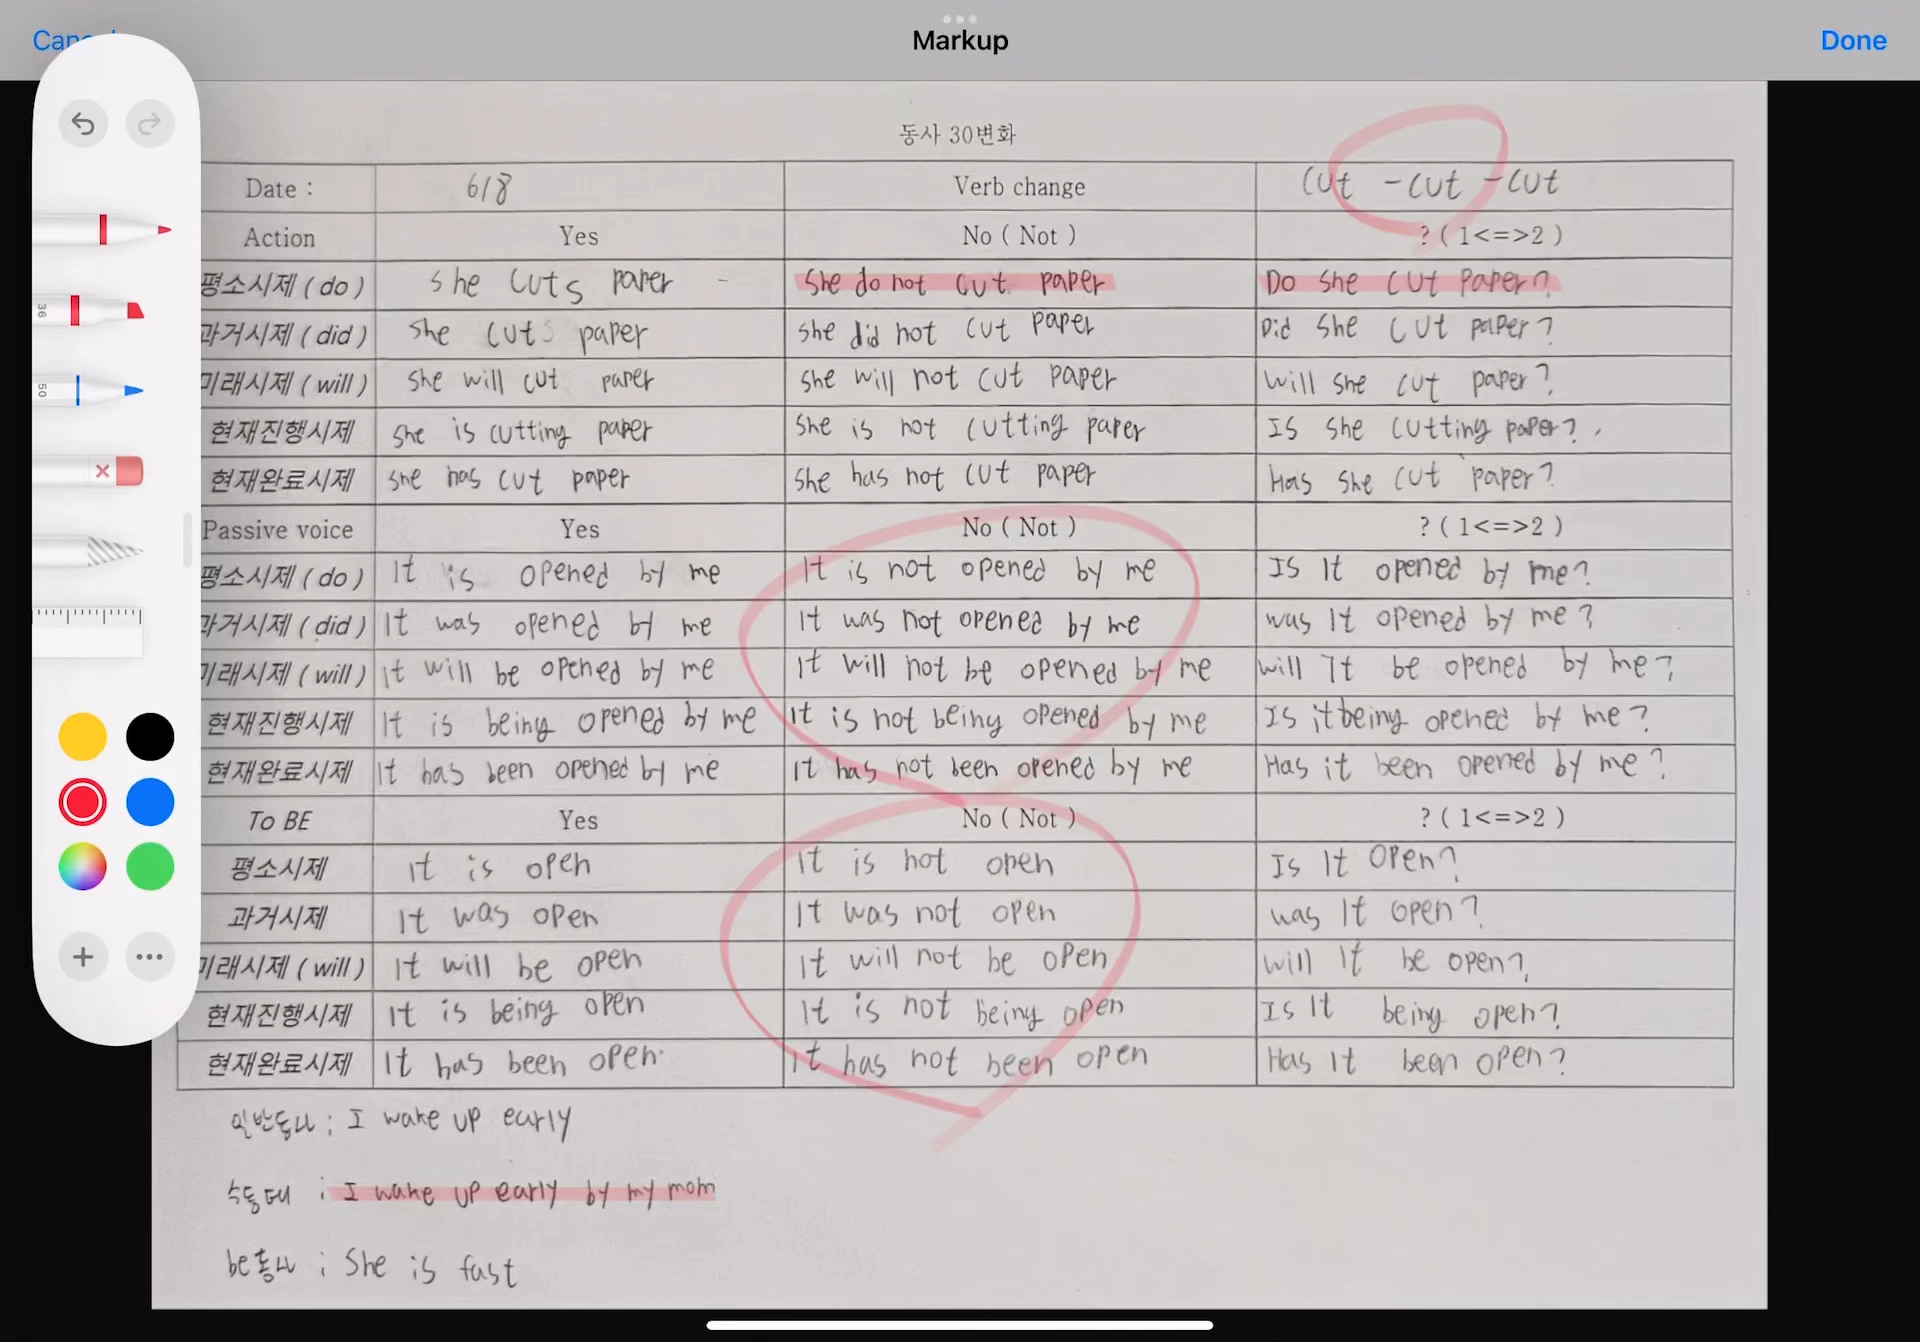 Markup
Done
동사 30변화
Date : 6/8 Verb change cut - cut - cut
Action Yes No ( Not ) ? ( 1<=>2 )
평소시제 ( do ) she cuts paper she do not cut paper Do she cut paper?
과거시제 ( did ) she cuts paper she did not cut paper Did she cut paper?
미래시제 ( will ) she will cut paper she will not cut paper Will she cut paper?
현재진행시제 she is cutting paper she is not cutting paper Is she cutting paper?
현재완료시제 she has cut paper she has not cut paper Has she cut paper?
Passive voice Yes No ( Not ) ? ( 1<=>2 )
평소시제 ( do ) It is opened by me It is not opened by me Is It opened by me?
과거시제 ( did ) It was opened by me It was not opened by me was It opened by me?
미래시제 ( will ) It will be opened by me It will not be opened by me will It be opened by me?
현재진행시제 It is being opened by me It is not being opened by me Is it being opened by me?
현재완료시제 It has been opened by me It has not been opened by me Has it been opened by me?
To BE Yes No ( Not ) ? ( 1<=>2 )
평소시제 It is open It is not open Is It open?
과거시제 It was open It was not open was It open?
미래시제 ( will ) It will be open It will not be open will It be open?
현재진행시제 It is being open It is not being open Is It being open?
현재완료시제 It has been open It has not been open Has It been open?
일반동사 ; I wake up early
수동태 ; I wake up early by my mom
be동사 ; She is fast
36
50